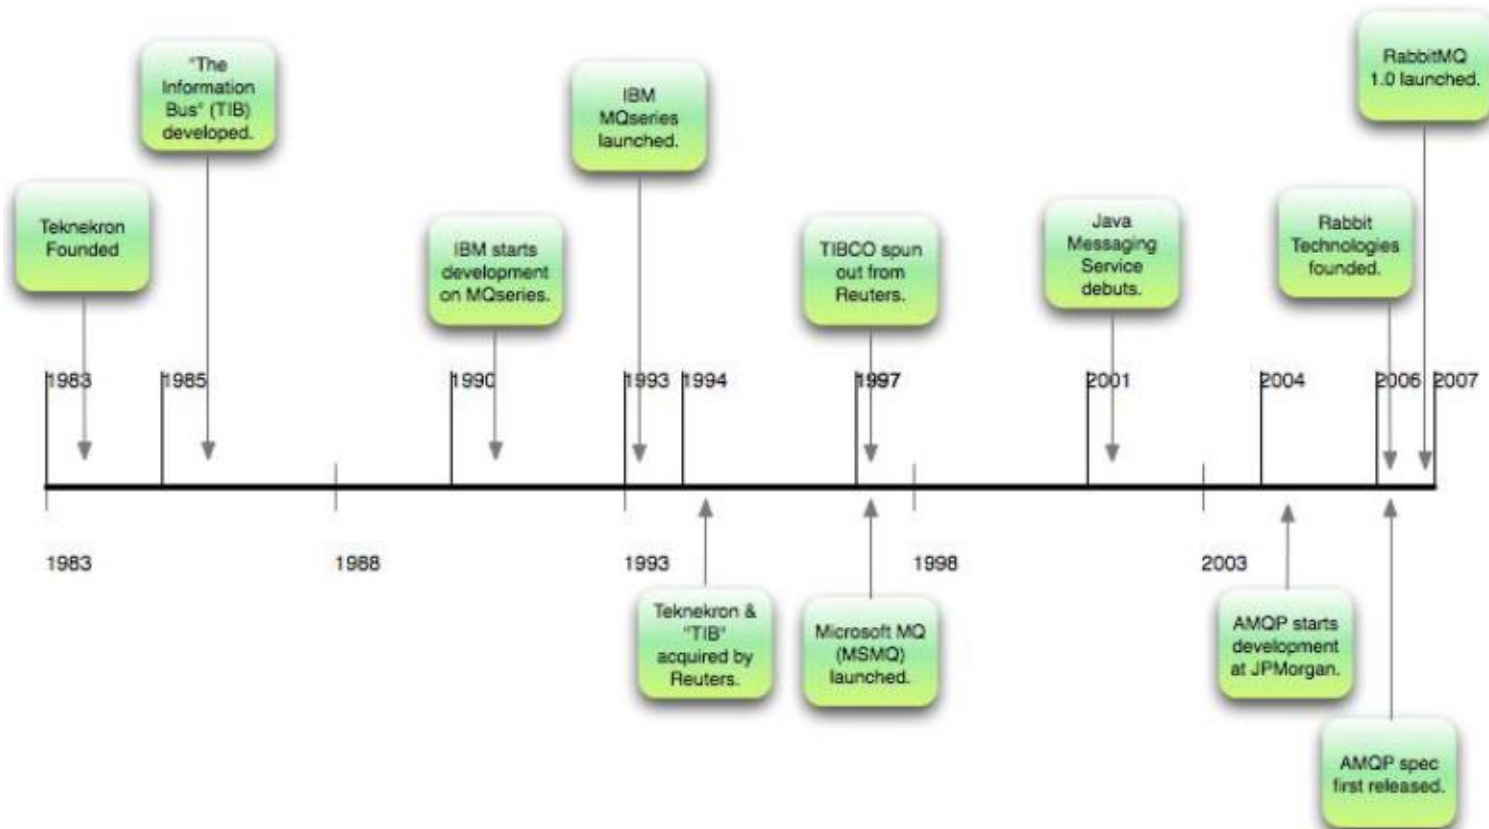 "The
Information
Bus" (TIB)
developed.
RabbitMQ
1.0 launched.
IBM
MQseries
launched.
Teknekron
Founded
IBM starts
development
on MQseries.
TIBCO spun
out from
Reuters.
Java
Messaging
Service
debuts.
Rabbit
Technologies
founded.
1983
1985
1990
1993
1994
1997
2001
2004
2006
2007
1983
1988
1993
1998
2003
Teknekron &
"TIB"
acquired by
Reuters.
Microsoft MQ
(MSMQ)
launched.
AMQP starts
development
at JPMorgan.
AMQP spec
first released.